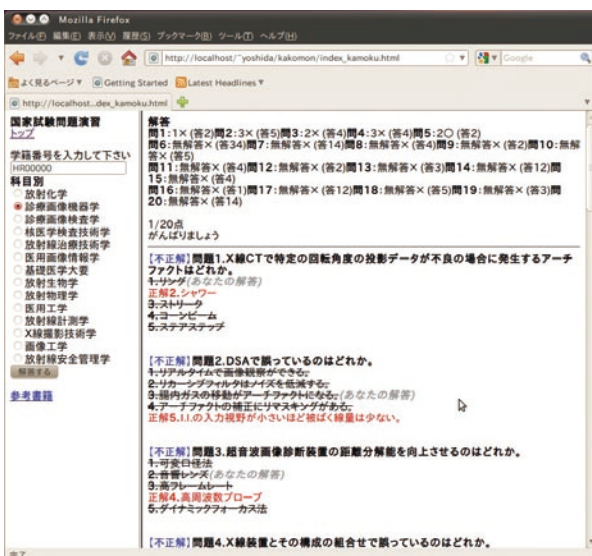 Mozilla Firefox
ファイル(F) 編集(E) 表示(V) 履歴(S) ブックマーク(B) ツール(T) ヘルプ(H)
http://localhost/~yoshida/kakomon/index_kamoku.html
Google
よく見るページ Getting Started Latest Headlines
http://localhost...dex_kamoku.html
国家試験問題演習
トップ
学籍番号を入力して下さい
HR00000
科目別
放射化学
診療画像機器学
診療画像検査学
核医学検査技術学
放射線治療技術学
医用画像情報学
基礎医学大要
放射生物学
放射物理学
医用工学
放射線計測学
X線撮影技術学
画像工学
放射線安全管理学
解答する
参考書籍
解答
問1:1× (答2)問2:3× (答5)問3:2× (答4)問4:3× (答4)問5:2○ (答2)
問6:無解答× (答34)問7:無解答× (答14)問8:無解答× (答4)問9:無解答× (答2)問10:無解
答× (答5)
問11:無解答× (答4)問12:無解答× (答2)問13:無解答× (答3)問14:無解答× (答12)問
15:無解答× (答4)
問16:無解答× (答1)問17:無解答× (答12)問18:無解答× (答5)問19:無解答× (答3)問
20:無解答× (答14)
1/20点
がんばりましょう
【不正解】問題1.X線CTで特定の回転角度の投影データが不良の場合に発生するアーチ
ファクトはどれか。
1.リング(あなたの解答)
正解2.シャワー
3.ストリーク
4.コーンビーム
5.ステアステップ
【不正解】問題2.DSAで誤っているのはどれか。
1.リアルタイムで画像観察ができる。
2.リカーシブフィルタはノイズを低減する。
3.腸内ガスの移動がアーチファクトになる。(あなたの解答)
4.アーチファクトの補正にリマスキングがある。
正解5.I.I.の入力視野が小さいほど被ばく線量は少ない。
【不正解】問題3.超音波画像診断装置の距離分解能を向上させるのはどれか。
1.可変口径法
2.音響レンズ(あなたの解答)
3.高フレームレート
正解4.高周波数プローブ
5.ダイナミックフォーカス法
【不正解】問題4.X線装置とその構成の組合せで誤っているのはどれか。
完了